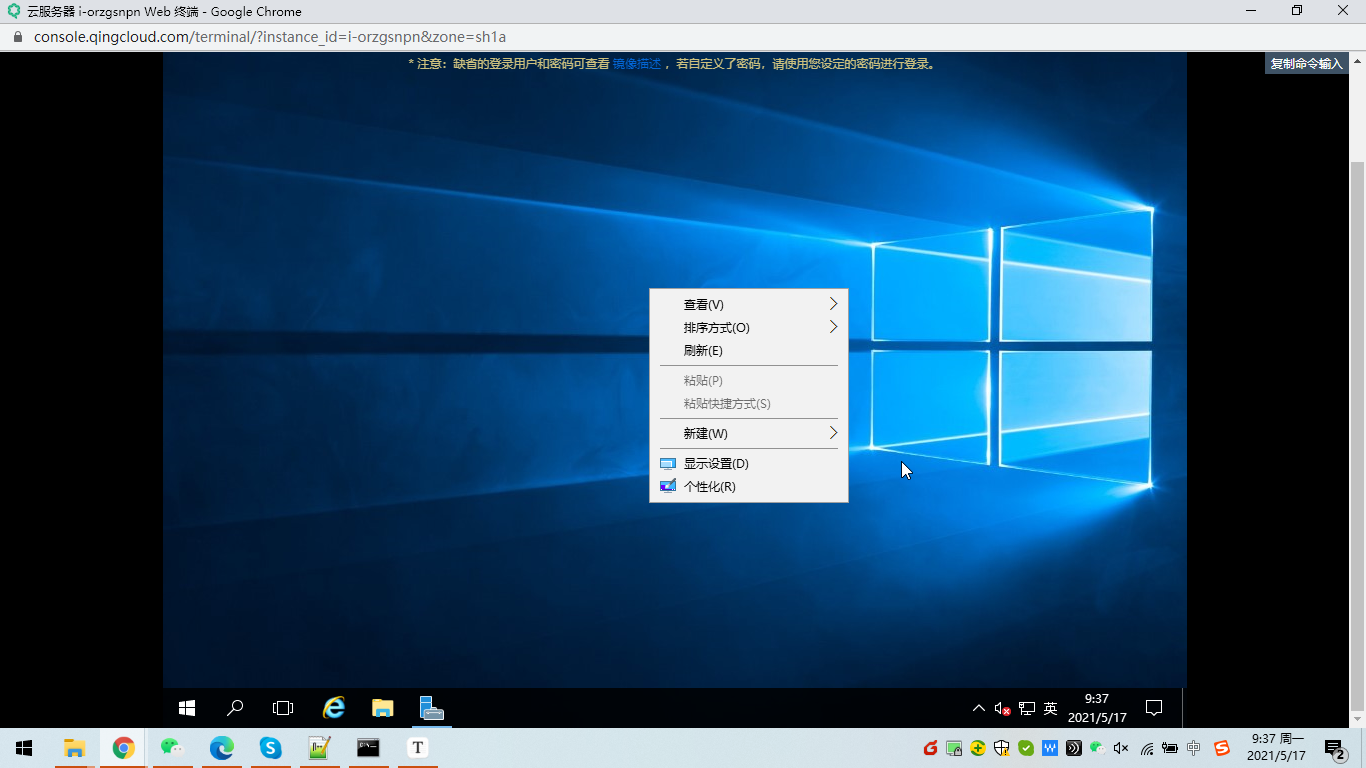 云服务器 i-orzgsnpn Web 终端 - Google Chrome
console.qingcloud.com/terminal/?instance_id=i-orzgsnpn&zone=sh1a
* 注意：缺省的登录用户和密码可查看 镜像描述 ，若自定义了密码，请使用您设定的密码进行登录。
复制命令输入
查看(V)
排序方式(O)
刷新(E)
粘贴(P)
粘贴快捷方式(S)
新建(W)
显示设置(D)
个性化(R)
英
9:37
2021/5/17
T
W
中
S
9:37 周一
2021/5/17
2